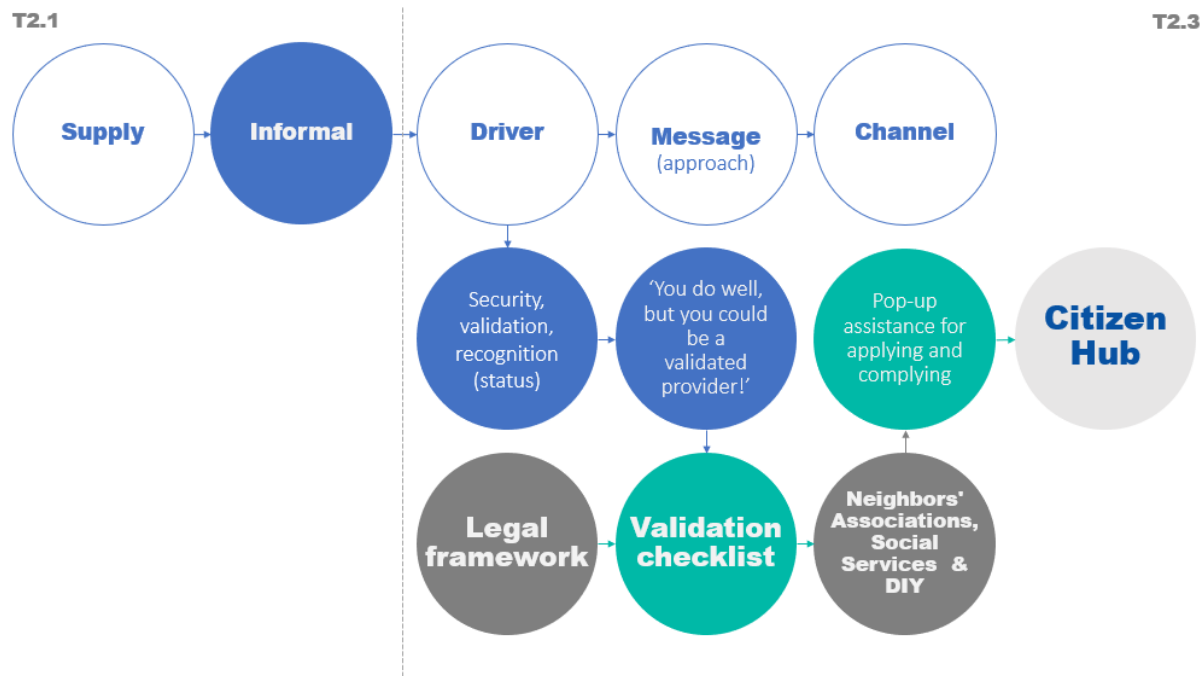 T2.1
T2.3
Supply
Informal
Driver
Message
(approach)
Channel
Security,
validation,
recognition
(status)
‘You do well,
but you could
be a
validated
provider!’
Pop-up
assistance for
applying and
complying
Citizen
Hub
Legal
framework
Validation
checklist
Neighbors'
Associations,
Social
Services &
DIY